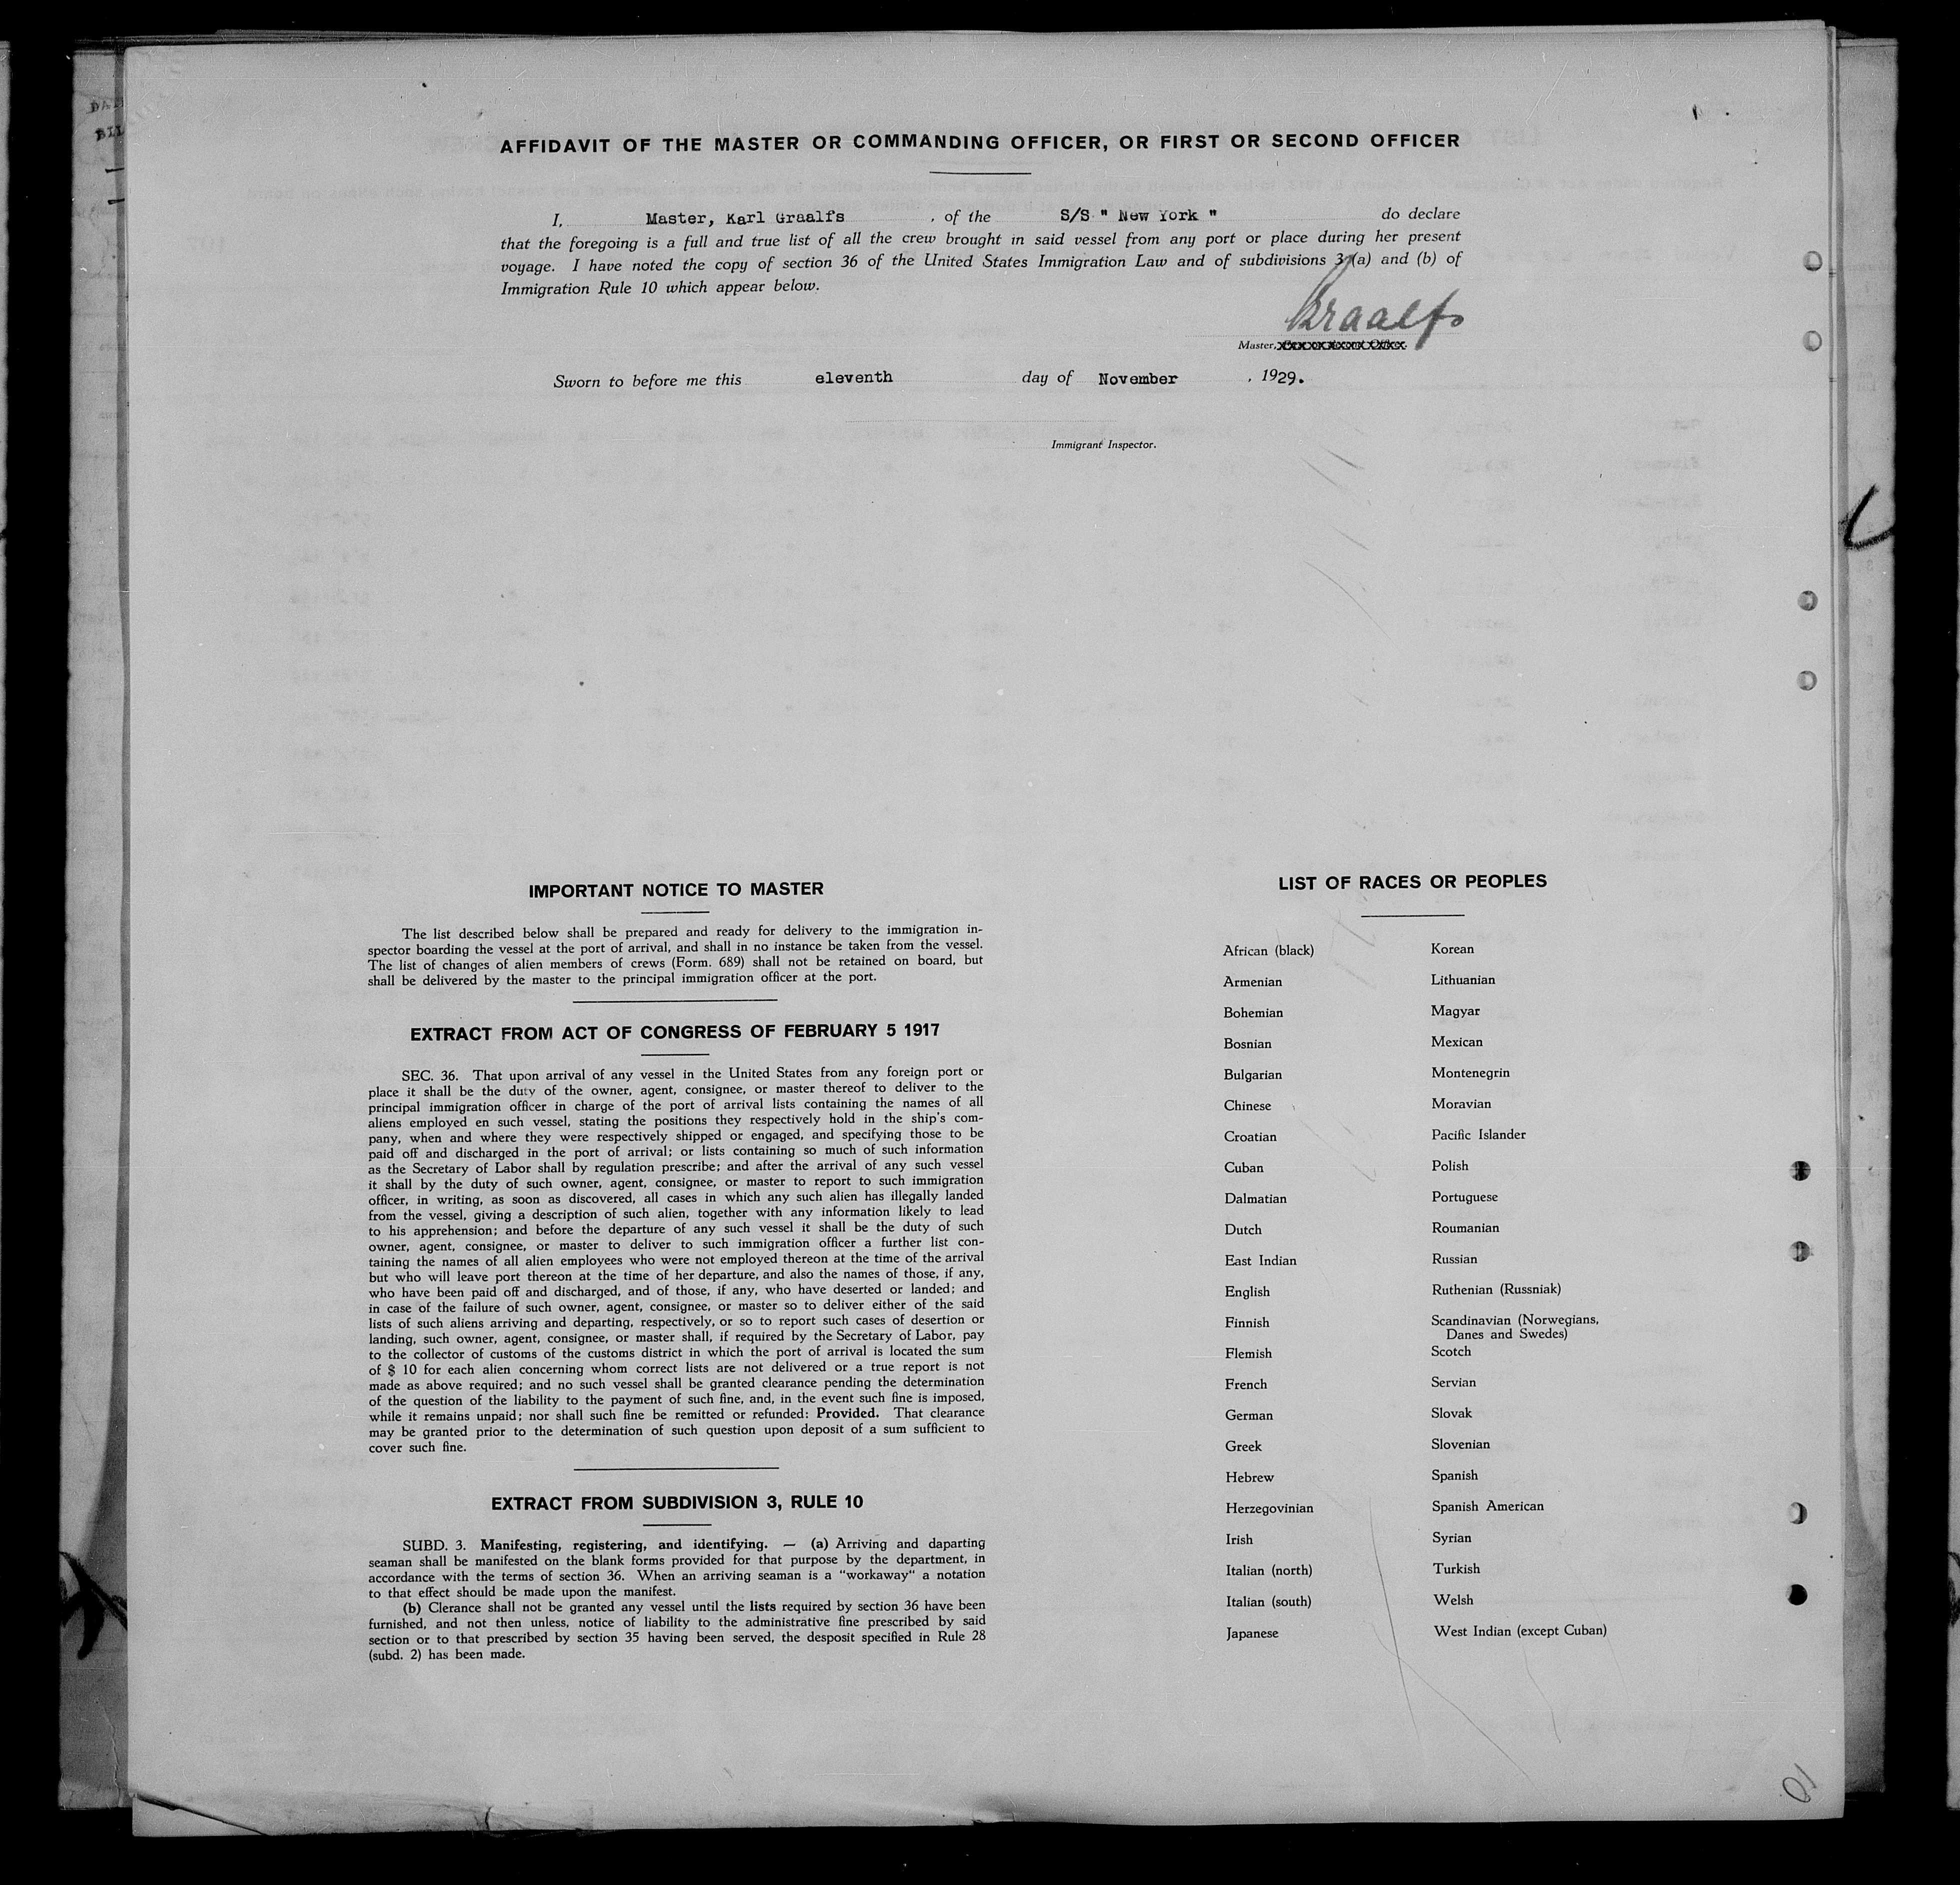 AFFIDAVIT OF THE MASTER OR COMMANDING OFFICER, OR FIRST OR SECOND OFFICER
I, Master, Karl Graalfs , of the S/S " New York " do declare
that the foregoing is a full and true list of all the crew brought in said vessel from any port or place during her present
voyage. I have noted the copy of section 36 of the United States Immigration Law and of subdivisions 3 (a) and (b) of
Immigration Rule 10 which appear below.
Graalfs
Master,
Sworn to before me this eleventh day of November , 1929.
Immigrant Inspector.
IMPORTANT NOTICE TO MASTER
The list described below shall be prepared and ready for delivery to the immigration in-
spector boarding the vessel at the port of arrival, and shall in no instance be taken from the vessel.
The list of changes of alien members of crews (Form. 689) shall not be retained on board, but
shall be delivered by the master to the principal immigration officer at the port.
EXTRACT FROM ACT OF CONGRESS OF FEBRUARY 5 1917
SEC. 36. That upon arrival of any vessel in the United States from any foreign port or
place it shall be the duty of the owner, agent, consignee, or master thereof to deliver to the
principal immigration officer in charge of the port of arrival lists containing the names of all
aliens employed en such vessel, stating the positions they respectively hold in the ship's com-
pany, when and where they were respectively shipped or engaged, and specifying those to be
paid off and discharged in the port of arrival; or lists containing so much of such information
as the Secretary of Labor shall by regulation prescribe; and after the arrival of any such vessel
it shall by the duty of such owner, agent, consignee, or master to report to such immigration
officer, in writing, as soon as discovered, all cases in which any such alien has illegally landed
from the vessel, giving a description of such alien, together with any information likely to lead
to his apprehension; and before the departure of any such vessel it shall be the duty of such
owner, agent, consignee, or master to deliver to such immigration officer a further list con-
taining the names of all alien employees who were not employed thereon at the time of the arrival
but who will leave port thereon at the time of her departure, and also the names of those, if any,
who have been paid off and discharged, and of those, if any, who have deserted or landed; and
in case of the failure of such owner, agent, consignee, or master so to deliver either of the said
lists of such aliens arriving and departing, respectively, or so to report such cases of desertion or
landing, such owner, agent, consignee, or master shall, if required by the Secretary of Labor, pay
to the collector of customs of the customs district in which the port of arrival is located the sum
of $ 10 for each alien concerning whom correct lists are not delivered or a true report is not
made as above required; and no such vessel shall be granted clearance pending the determination
of the question of the liability to the payment of such fine, and, in the event such fine is imposed,
while it remains unpaid; nor shall such fine be remitted or refunded: Provided. That clearance
may be granted prior to the determination of such question upon deposit of a sum sufficient to
cover such fine.
EXTRACT FROM SUBDIVISION 3, RULE 10
SUBD. 3. Manifesting, registering, and identifying. — (a) Arriving and daparting
seaman shall be manifested on the blank forms provided for that purpose by the department, in
accordance with the terms of section 36. When an arriving seaman is a "workaway" a notation
to that effect should be made upon the manifest.
(b) Clerance shall not be granted any vessel until the lists required by section 36 have been
furnished, and not then unless, notice of liability to the administrative fine prescribed by said
section or to that prescribed by section 35 having been served, the desposit specified in Rule 28
(subd. 2) has been made.
LIST OF RACES OR PEOPLES
African (black)
Armenian
Bohemian
Bosnian
Bulgarian
Chinese
Croatian
Cuban
Dalmatian
Dutch
East Indian
English
Finnish
Flemish
French
German
Greek
Hebrew
Herzegovinian
Irish
Italian (north)
Italian (south)
Japanese
Korean
Lithuanian
Magyar
Mexican
Montenegrin
Moravian
Pacific Islander
Polish
Portuguese
Roumanian
Russian
Ruthenian (Russniak)
Scandinavian (Norwegians,
Danes and Swedes)
Scotch
Servian
Slovak
Slovenian
Spanish
Spanish American
Syrian
Turkish
Welsh
West Indian (except Cuban)
10